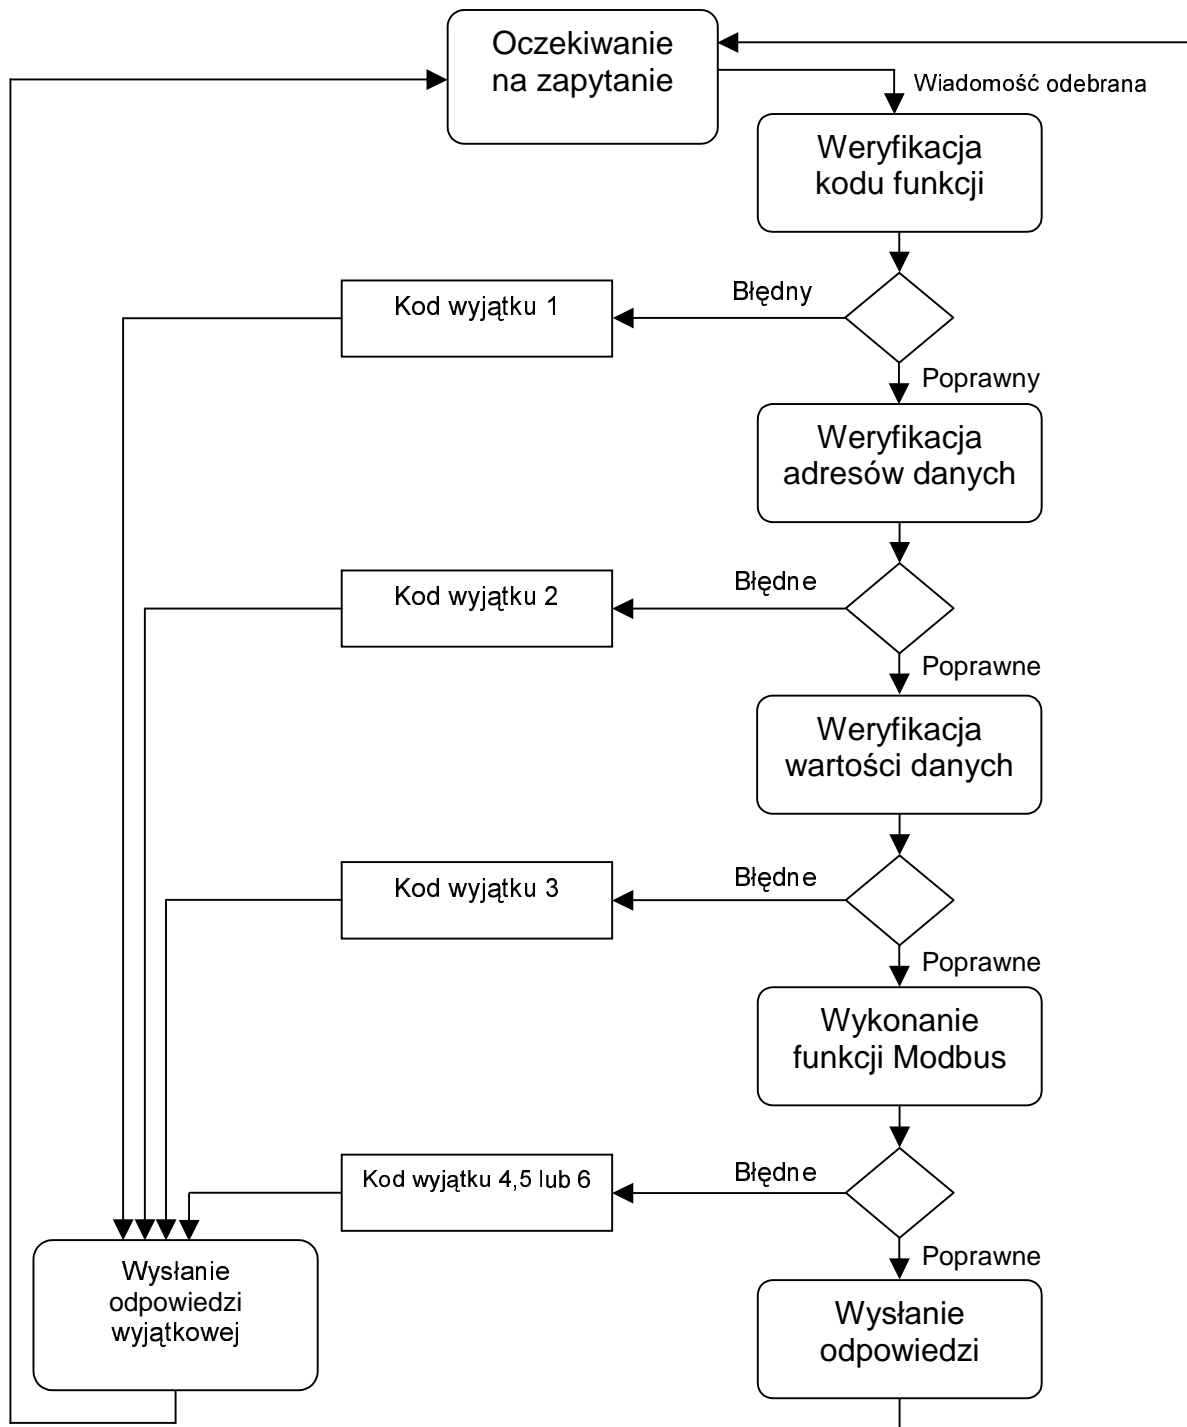 Oczekiwanie
na zapytanie
Wiadomość odebrana
Weryfikacja
kodu funkcji
Kod wyjątku 1
Błędny
Poprawny
Weryfikacja
adresów danych
Kod wyjątku 2
Błędne
Poprawne
Weryfikacja
wartości danych
Kod wyjątku 3
Błędne
Poprawne
Wykonanie
funkcji Modbus
Kod wyjątku 4,5 lub 6
Błędne
Poprawne
Wysłanie
odpowiedzi
wyjątkowej
Wysłanie
odpowiedzi